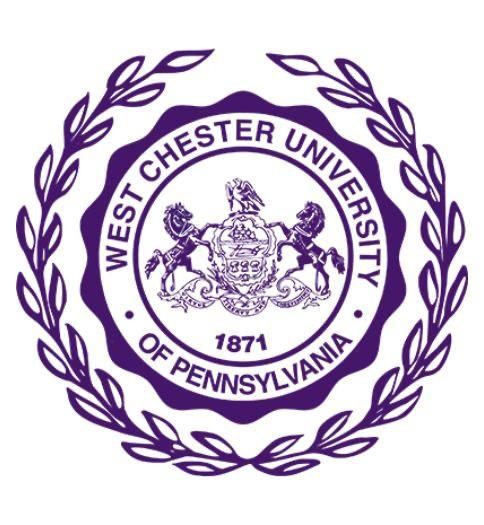 WEST CHESTER UNIVERSITY
1871
OF PENNSYLVANIA